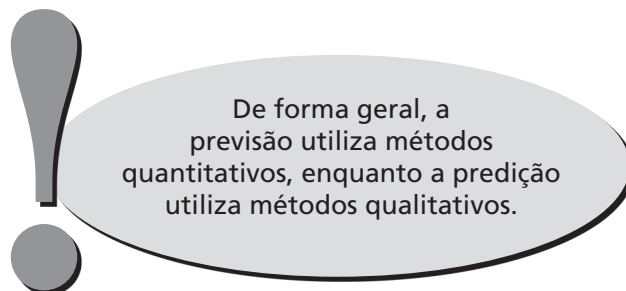 De forma geral, a
previsão utiliza métodos
quantitativos, enquanto a predição
utiliza métodos qualitativos.